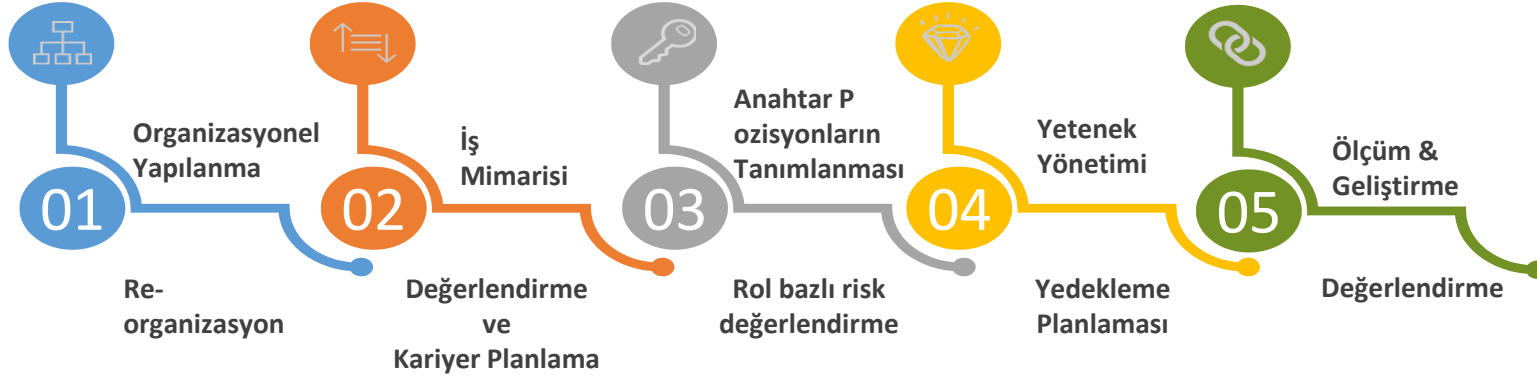 01
Organizasyonel
Yapılanma
Re-
organizasyon
02
İş
Mimarisi
Değerlendirme
ve
Kariyer Planlama
03
Anahtar P
ozisyonların
Tanımlanması
Rol bazlı risk
değerlendirme
04
Yetenek
Yönetimi
Yedekleme
Planlaması
05
Ölçüm &
Geliştirme
Değerlendirme